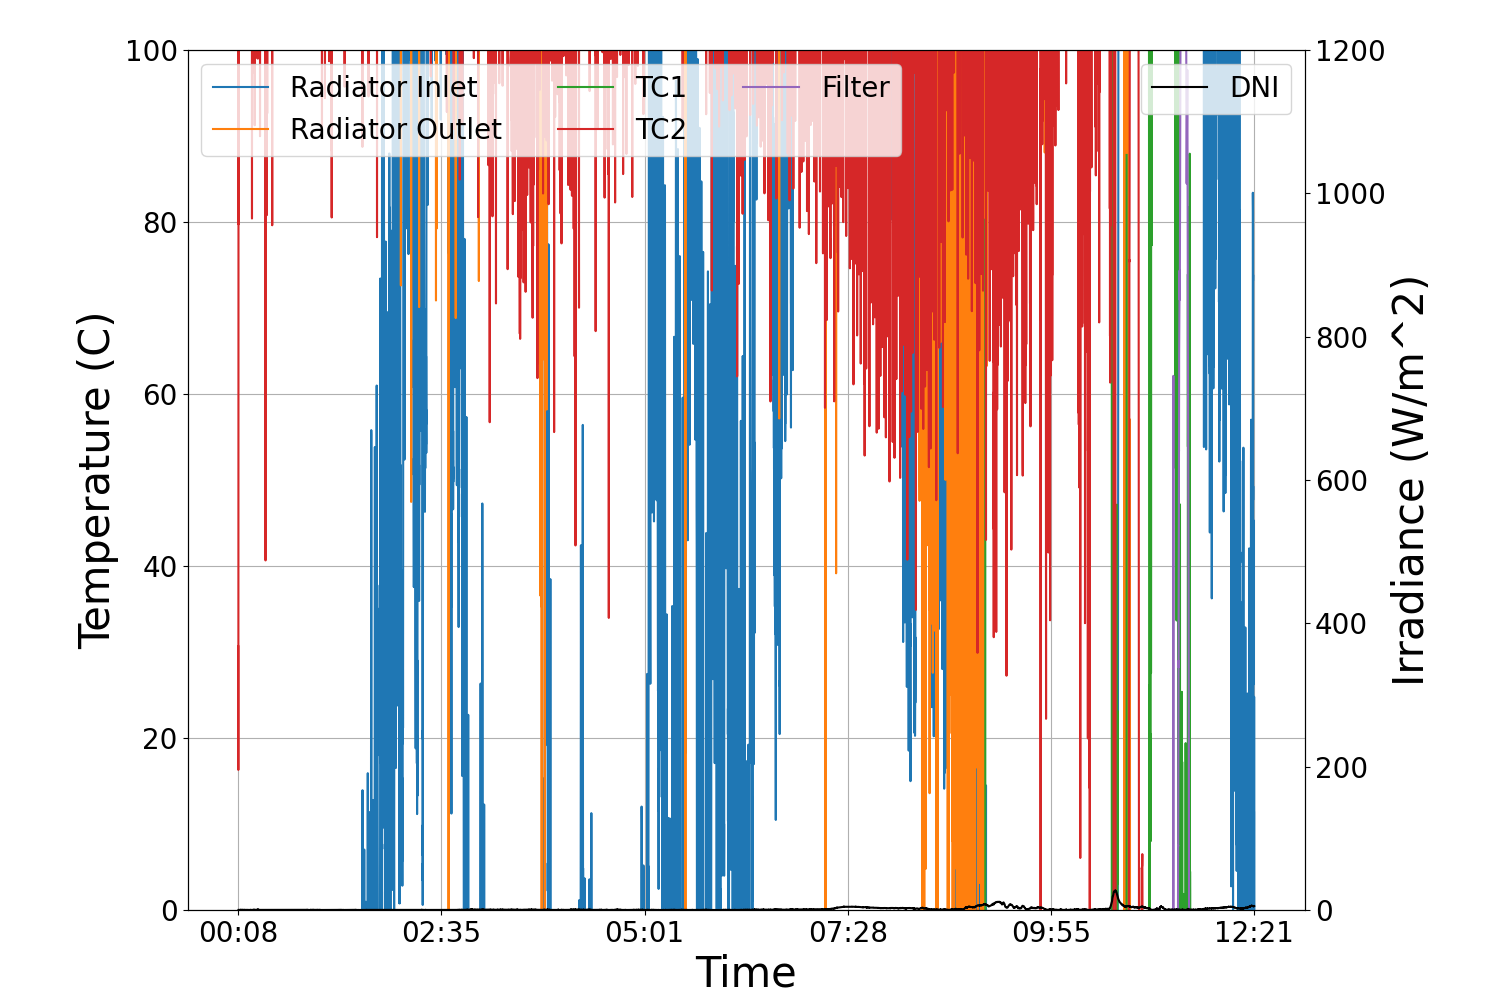 100
80
60
40
20
0
Temperature (C)
Radiator Inlet
Radiator Outlet
TC1
TC2
Filter
DNI
1200
1000
800
600
400
200
0
Irradiance (W/m^2)
00:08
02:35
05:01
07:28
09:55
12:21
Time